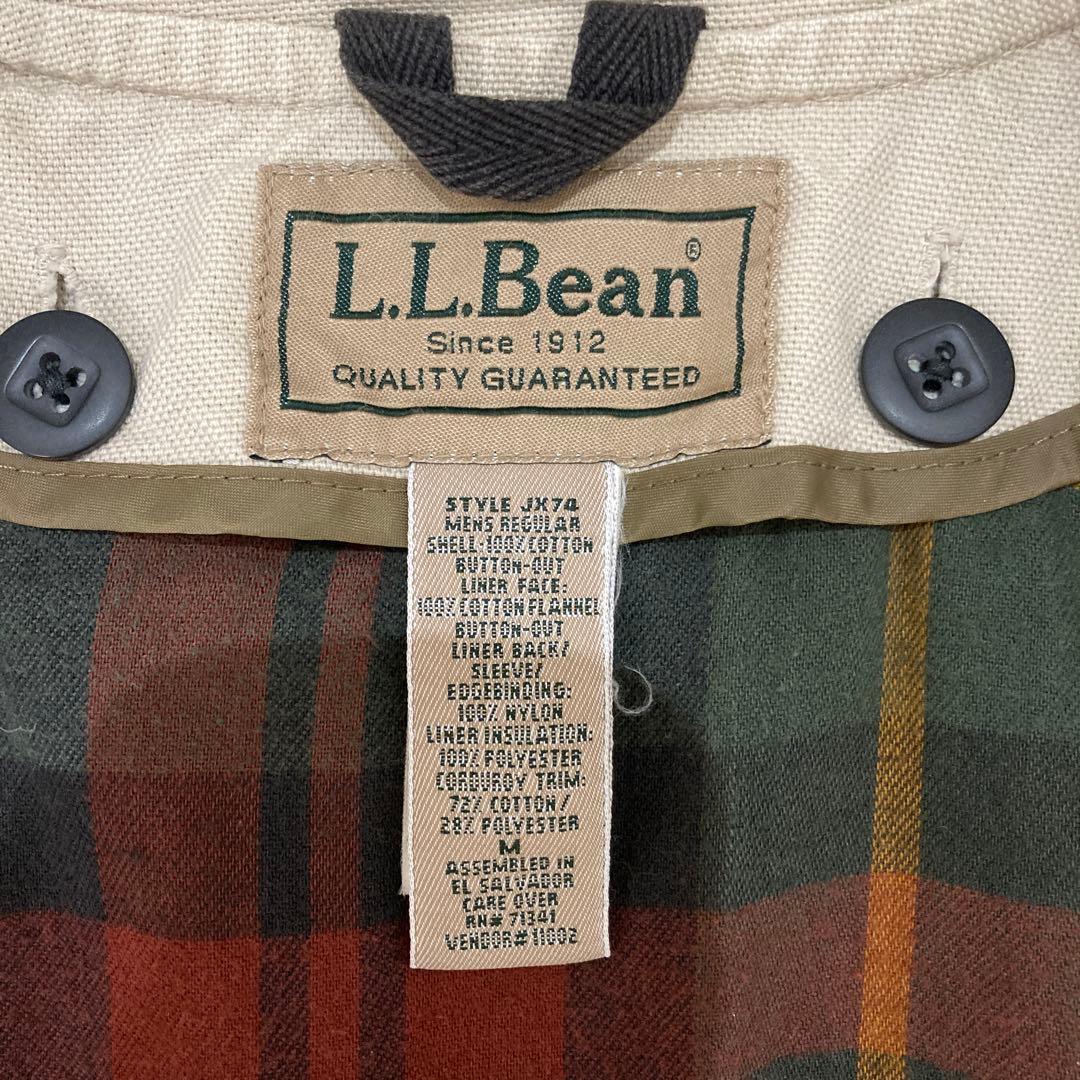 L.L.Bean®
Since 1912
QUALITY GUARANTEED
STYLE JX74
MENS REGULAR
SHELL:100% COTTON
BUTTON-OUT
LINER FACE:
100% COTTON FLANNEL
BUTTON-OUT
LINER BACK/
SLEEVE/
EDGEBINDING:
100% NYLON
LINER INSULATION:
100% POLYESTER
CORDUROY TRIM:
72% COTTON/
28% POLYESTER
M
ASSEMBLED IN
EL SALVADOR
CARE OVER
RN# 71341
VENDOR#11002